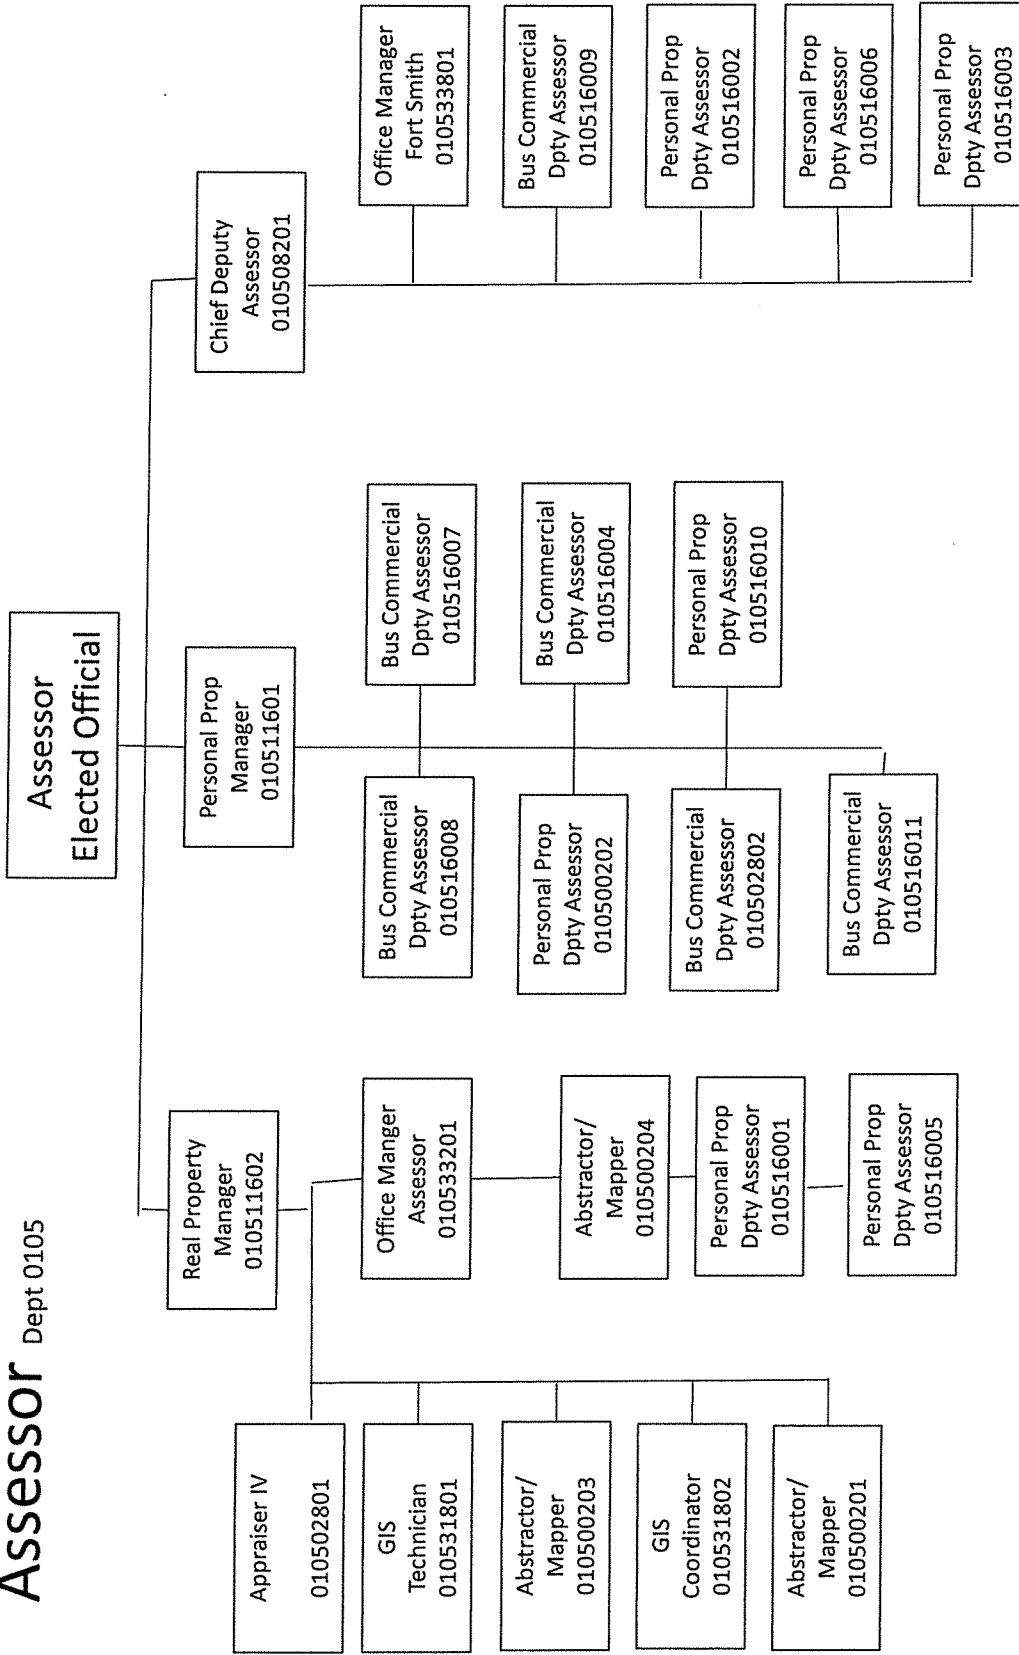 Assessor Dept 0105
Assessor
Elected Official
Real Property
Manager
010511602
Personal Prop
Manager
010511601
Chief Deputy
Assessor
010508201
Appraiser IV
010502801
GIS
Technician
010531801
Abstractor/
Mapper
010500203
GIS
Coordinator
010531802
Abstractor/
Mapper
010500201
Office Manger
Assessor
010533201
Abstractor/
Mapper
010500204
Personal Prop
Dpty Assessor
010516001
Personal Prop
Dpty Assessor
010516005
Bus Commercial
Dpty Assessor
010516008
Bus Commercial
Dpty Assessor
010516007
Personal Prop
Dpty Assessor
010500202
Bus Commercial
Dpty Assessor
010516004
Bus Commercial
Dpty Assessor
010502802
Personal Prop
Dpty Assessor
010516010
Bus Commercial
Dpty Assessor
010516011
Office Manager
Fort Smith
010533801
Bus Commercial
Dpty Assessor
010516009
Personal Prop
Dpty Assessor
010516002
Personal Prop
Dpty Assessor
010516006
Personal Prop
Dpty Assessor
010516003